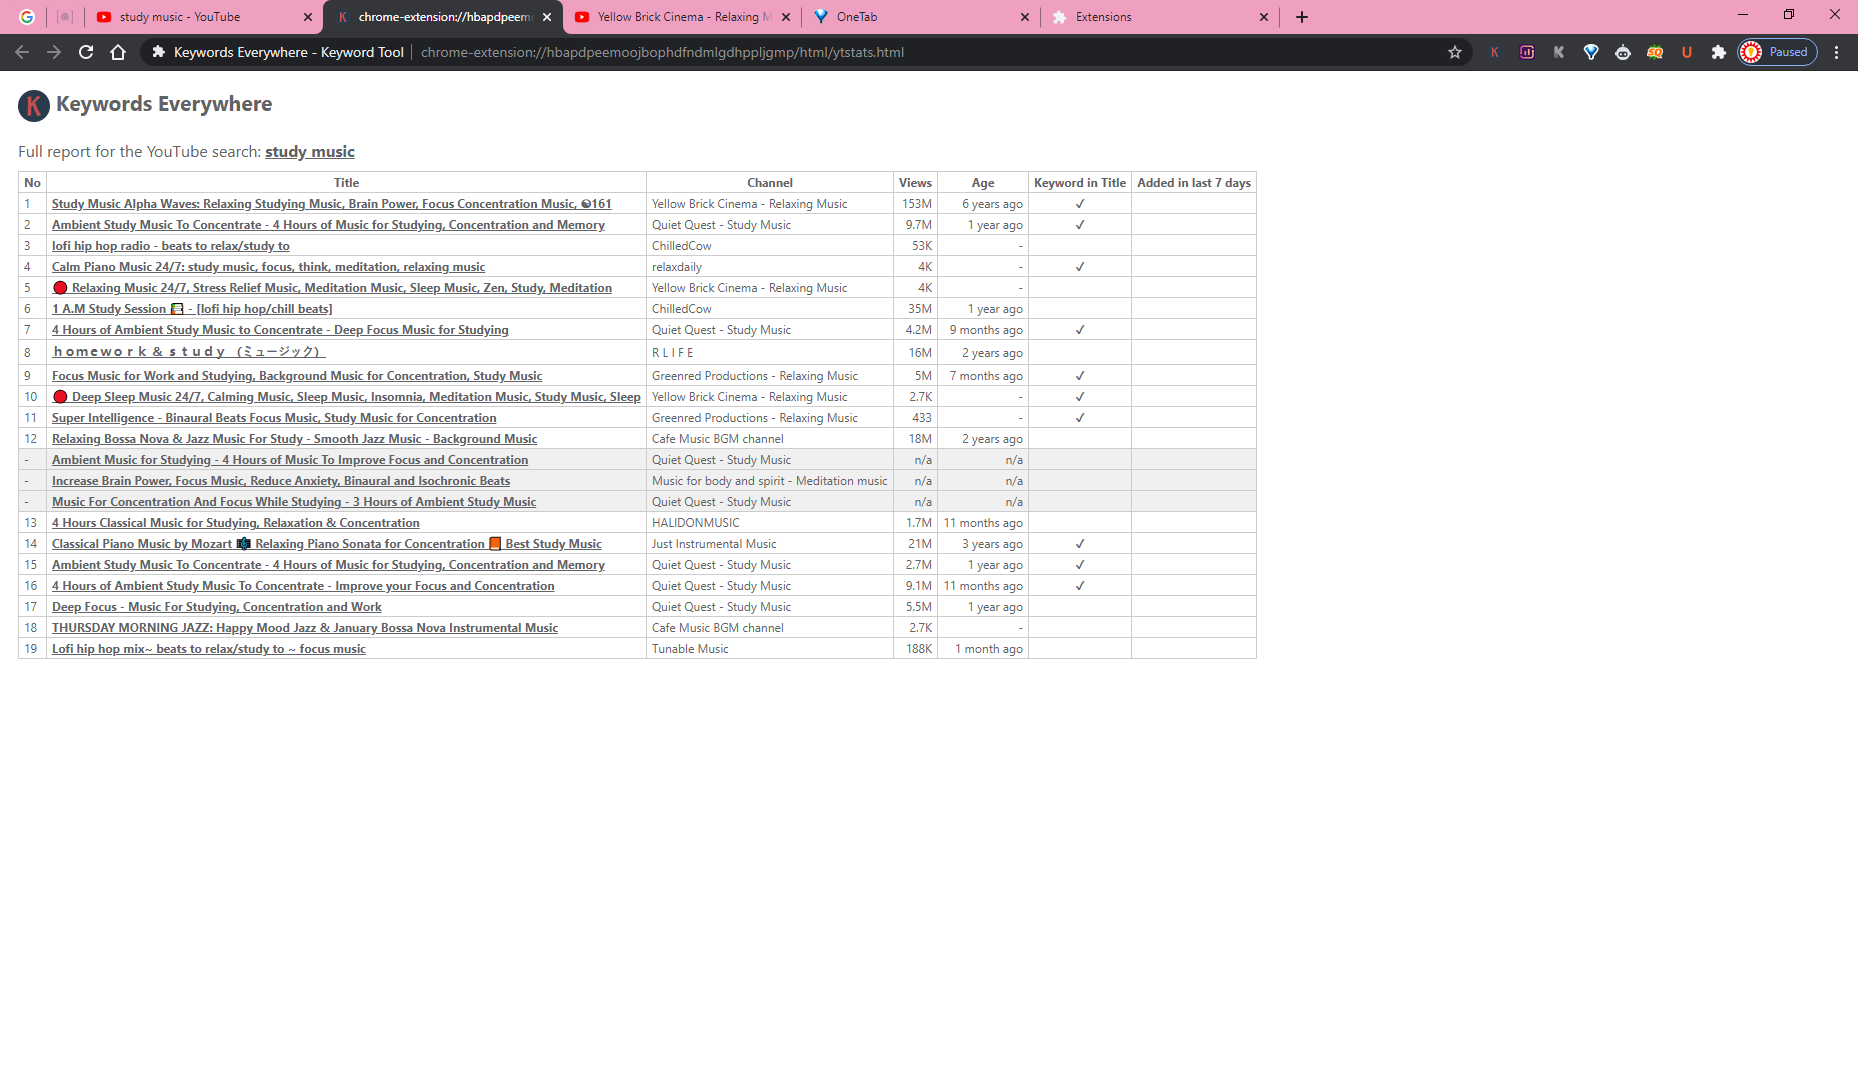 study music - YouTube
chrome-extension://hbapdpeemo
Yellow Brick Cinema - Relaxing M
OneTab
Extensions
Keywords Everywhere - Keyword Tool chrome-extension://hbapdpeemoojbophdfndmlgdhppljgmp/html/ytstats.html Paused
Keywords Everywhere
Full report for the YouTube search: study music
No Title Channel Views Age Keyword in Title Added in last 7 days
1 Study Music Alpha Waves: Relaxing Studying Music, Brain Power, Focus Concentration Music, ☯161 Yellow Brick Cinema - Relaxing Music 153M 6 years ago ✓
2 Ambient Study Music To Concentrate - 4 Hours of Music for Studying, Concentration and Memory Quiet Quest - Study Music 9.7M 1 year ago ✓
3 lofi hip hop radio - beats to relax/study to ChilledCow 53K -
4 Calm Piano Music 24/7: study music, focus, think, meditation, relaxing music relaxdaily 4K - ✓
5 🔴 Relaxing Music 24/7, Stress Relief Music, Meditation Music, Sleep Music, Zen, Study, Meditation Yellow Brick Cinema - Relaxing Music 4K -
6 1 A.M Study Session 📚 - [lofi hip hop/chill beats] ChilledCow 35M 1 year ago
7 4 Hours of Ambient Study Music to Concentrate - Deep Focus Music for Studying Quiet Quest - Study Music 4.2M 9 months ago ✓
8 ｈｏｍｅｗｏｒｋ ＆ ｓｔｕｄｙ （ミュージック） R L I F E 16M 2 years ago
9 Focus Music for Work and Studying, Background Music for Concentration, Study Music Greenred Productions - Relaxing Music 5M 7 months ago ✓
10 🔴 Deep Sleep Music 24/7, Calming Music, Sleep Music, Insomnia, Meditation Music, Study Music, Sleep Yellow Brick Cinema - Relaxing Music 2.7K - ✓
11 Super Intelligence - Binaural Beats Focus Music, Study Music for Concentration Greenred Productions - Relaxing Music 433 - ✓
12 Relaxing Bossa Nova & Jazz Music For Study - Smooth Jazz Music - Background Music Cafe Music BGM channel 18M 2 years ago
- Ambient Music for Studying - 4 Hours of Music To Improve Focus and Concentration Quiet Quest - Study Music n/a n/a
- Increase Brain Power, Focus Music, Reduce Anxiety, Binaural and Isochronic Beats Music for body and spirit - Meditation music n/a n/a
- Music For Concentration And Focus While Studying - 3 Hours of Ambient Study Music Quiet Quest - Study Music n/a n/a
13 4 Hours Classical Music for Studying, Relaxation & Concentration HALIDONMUSIC 1.7M 11 months ago
14 Classical Piano Music by Mozart 🎼 Relaxing Piano Sonata for Concentration 📙 Best Study Music Just Instrumental Music 21M 3 years ago ✓
15 Ambient Study Music To Concentrate - 4 Hours of Music for Studying, Concentration and Memory Quiet Quest - Study Music 2.7M 1 year ago ✓
16 4 Hours of Ambient Study Music To Concentrate - Improve your Focus and Concentration Quiet Quest - Study Music 9.1M 11 months ago ✓
17 Deep Focus - Music For Studying, Concentration and Work Quiet Quest - Study Music 5.5M 1 year ago
18 THURSDAY MORNING JAZZ: Happy Mood Jazz & January Bossa Nova Instrumental Music Cafe Music BGM channel 2.7K -
19 Lofi hip hop mix~ beats to relax/study to ~ focus music Tunable Music 188K 1 month ago